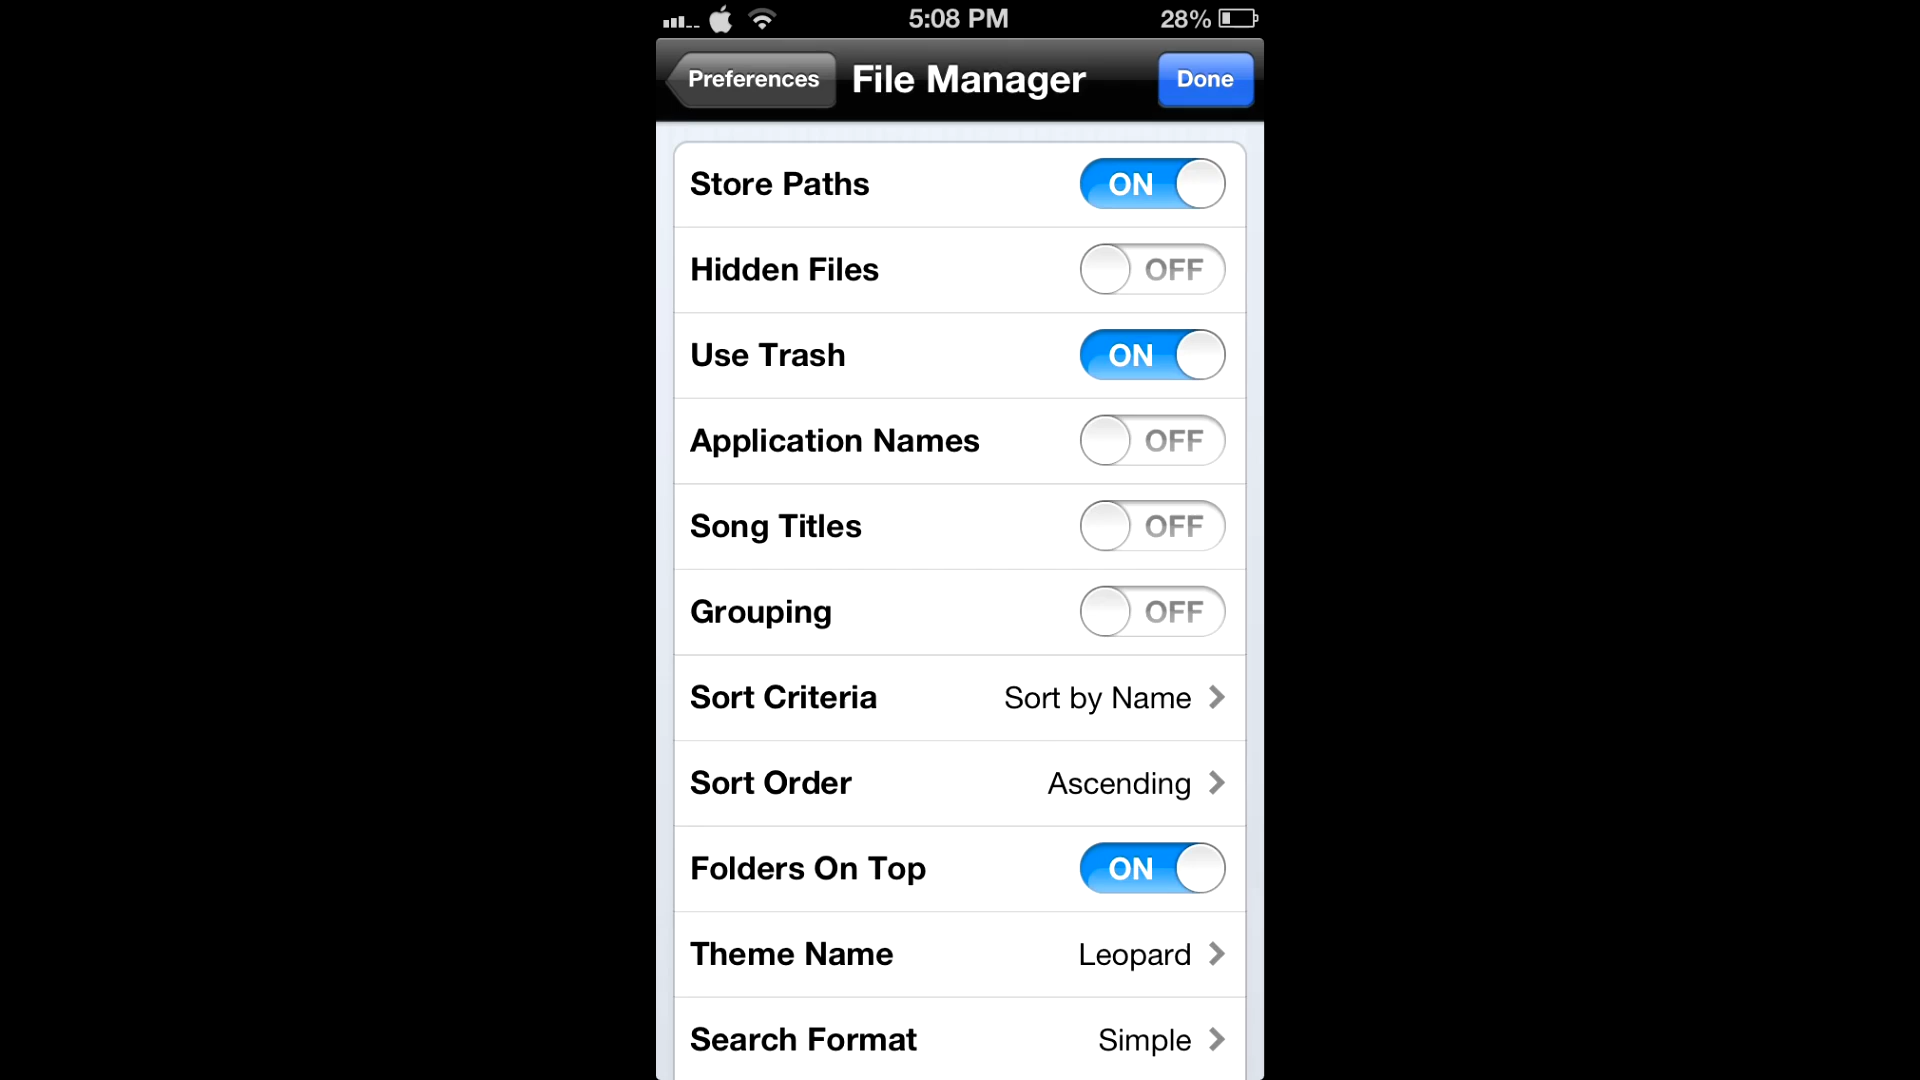 5:08 PM
28%
Preferences
File Manager
Done
Store Paths ON
Hidden Files OFF
Use Trash ON
Application Names OFF
Song Titles OFF
Grouping OFF
Sort Criteria Sort by Name
Sort Order Ascending
Folders On Top ON
Theme Name Leopard
Search Format Simple